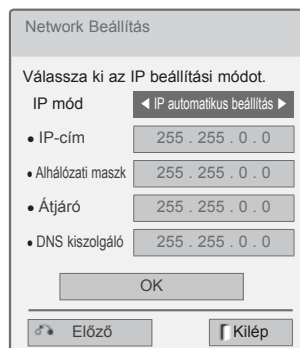 Network Beállítás
Válassza ki az IP beállítási módot.
IP mód ◀ IP automatikus beállítás ▶
• IP-cím 255 . 255 . 0 . 0
• Alhálózati maszk 255 . 255 . 0 . 0
• Átjáró 255 . 255 . 0 . 0
• DNS kiszolgáló 255 . 255 . 0 . 0
OK
Előző Kilép